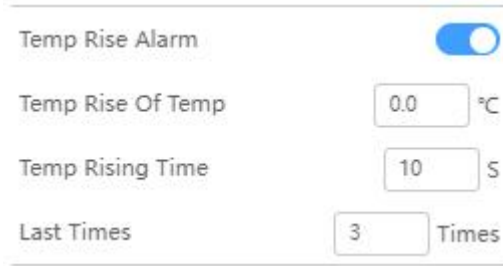 Temp Rise Alarm
Temp Rise Of Temp 0.0 ℃
Temp Rising Time 10 S
Last Times 3 Times